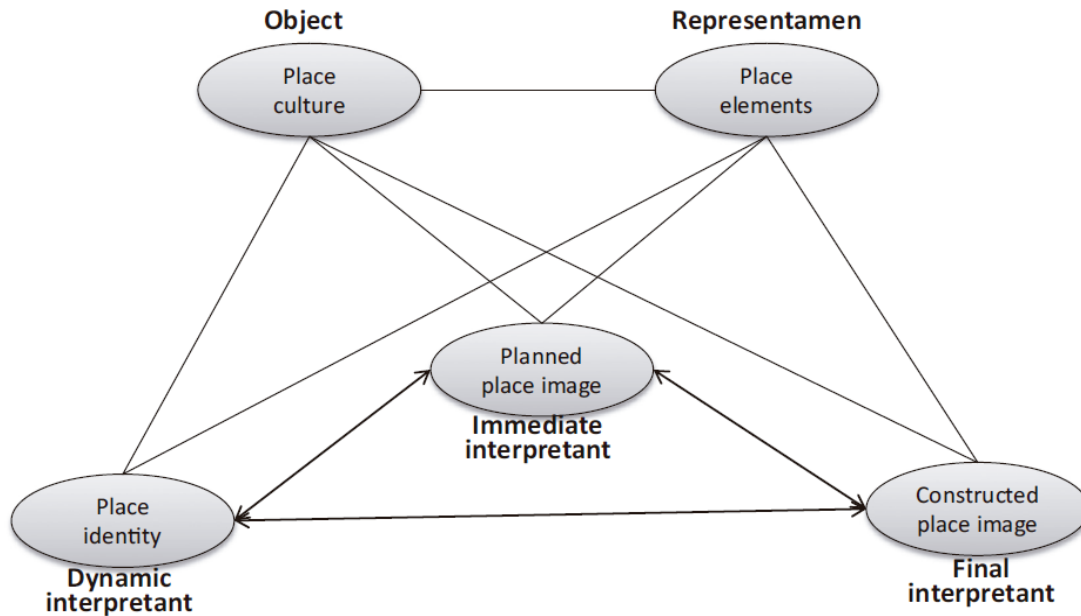 Object
Representamen
Place
culture
Place
elements
Planned
place image
Immediate
interpretant
Place
identity
Dynamic
interpretant
Constructed
place image
Final
interpretant